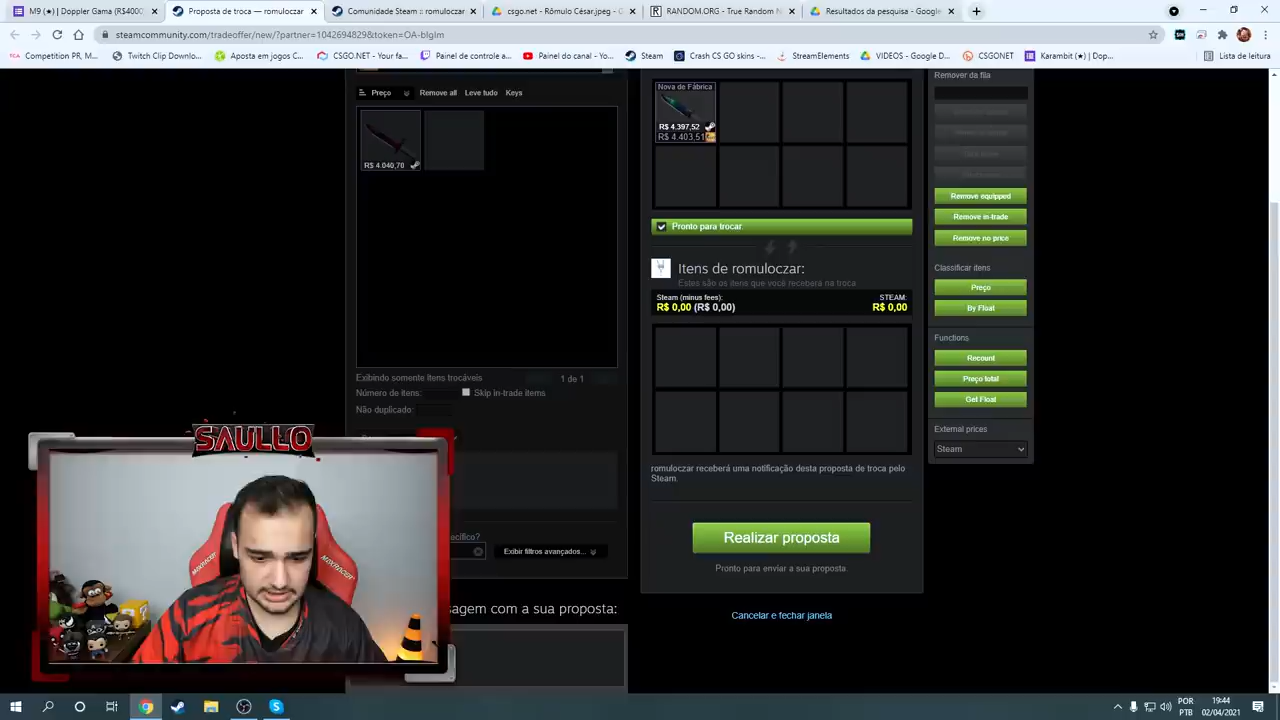 M9 (★) Doppler (R$4000
Proposta de troca — romuloczar
Comunidade Steam — romuloczar
csgo.net - Rômulo César.jpeg - G
RANDOM.ORG - True Random Nu
Resultados da pesquisa - Google
steamcommunity.com/tradeoffer/new/?partner=1042694829&token=OA-bIgIm
Competitivo PR, M...
Twitch Clip Downlo...
Aposta em jogos C...
CSGO.NET - Open Your...
Painel de controle a...
Painel do canal - Yo...
Steam
Crash CS GO skins -...
StreamElements
VIDEOS - Google D...
CSGONET
Karambit (★) | Dop...
Lista de leitura
Preço
Remove all
Leve tudo
Keys
R$ 4.040,70
Exibindo somente itens trocáveis
1 de 1
Número de itens:
Skip in-trade items
Não duplicado:
ecífico?
Exibir filtros avançados...
sagem com a sua proposta:
Nova de Fábrica
R$ 4.397,52
R$ 4.403,51
Pronto para trocar.
Itens de romuloczar:
Estes são os itens que você receberá na troca
Steam (minus fees):
STEAM:
R$ 0,00 (R$ 0,00)
R$ 0,00
romuloczar receberá uma notificação desta proposta de troca pelo
Steam.
Realizar proposta
Pronto para enviar a sua proposta.
Cancelar e fechar janela
Remover da fila
Remove equipped
Remove in-trade
Remove no price
Classificar itens
Preço
By Float
Functions
Recount
Preço total
Get Float
External prices
Steam
SAULLO
MAXRACER
MAXRACER
POR
PTB
19:44
02/04/2021